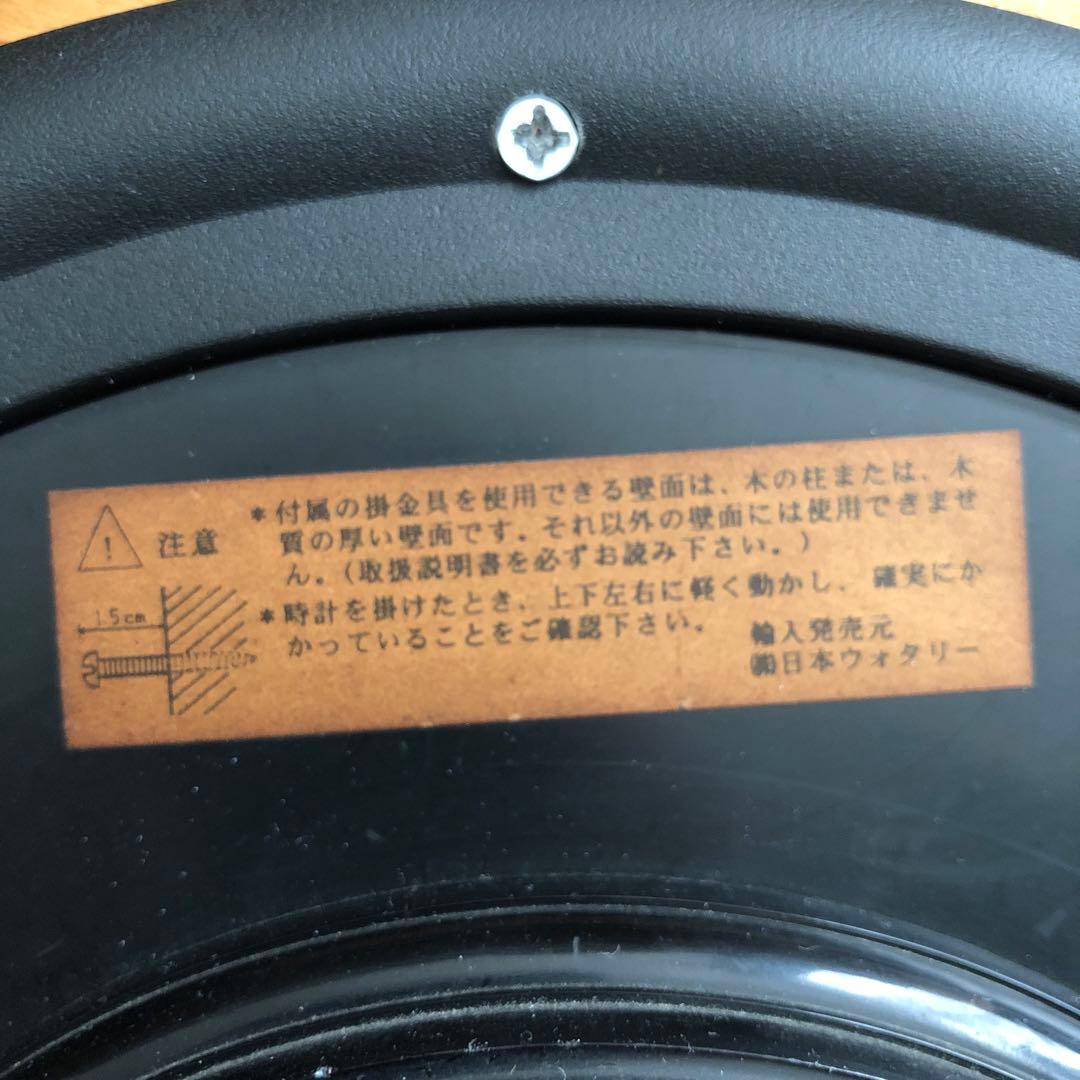 注意
*付属の掛金具を使用できる壁面は、木の柱または、木
質の厚い壁面です。それ以外の壁面には使用できませ
ん。(取扱説明書を必ずお読み下さい。)
*時計を掛けたとき、上下左右に軽く動かし、確実にか
かっていることをご確認下さい。
1.5cm
輸入発売元
㈱日本ウォタリー